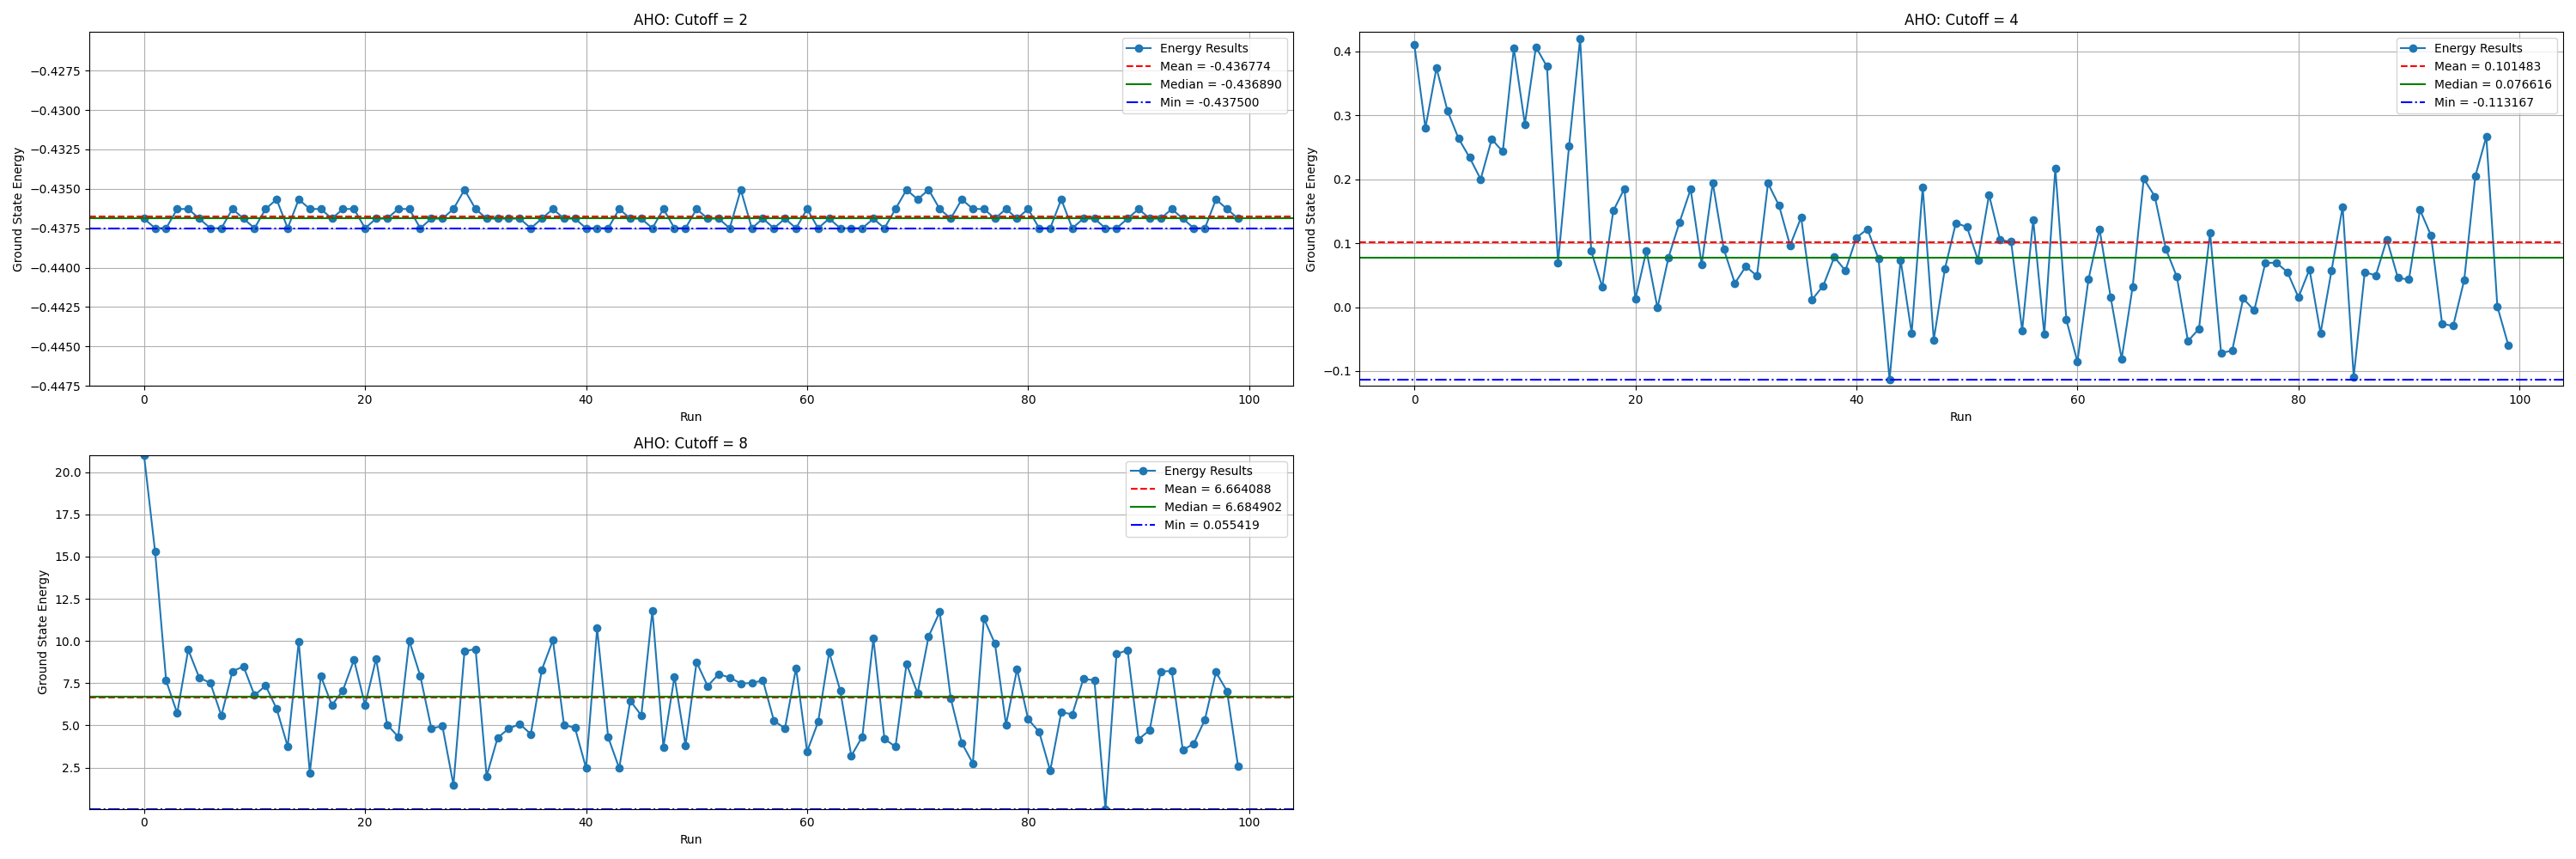 AHO: Cutoff = 2
Ground State Energy
−0.4275
−0.4300
−0.4325
−0.4350
−0.4375
−0.4400
−0.4425
−0.4450
−0.4475
0 20 40 60 80 100
Run
Energy Results
Mean = -0.436774
Median = -0.436890
Min = -0.437500
AHO: Cutoff = 4
Ground State Energy
0.4
0.3
0.2
0.1
0.0
−0.1
0 20 40 60 80 100
Run
Energy Results
Mean = 0.101483
Median = 0.076616
Min = -0.113167
AHO: Cutoff = 8
Ground State Energy
20.0
17.5
15.0
12.5
10.0
7.5
5.0
2.5
0 20 40 60 80 100
Run
Energy Results
Mean = 6.664088
Median = 6.684902
Min = 0.055419